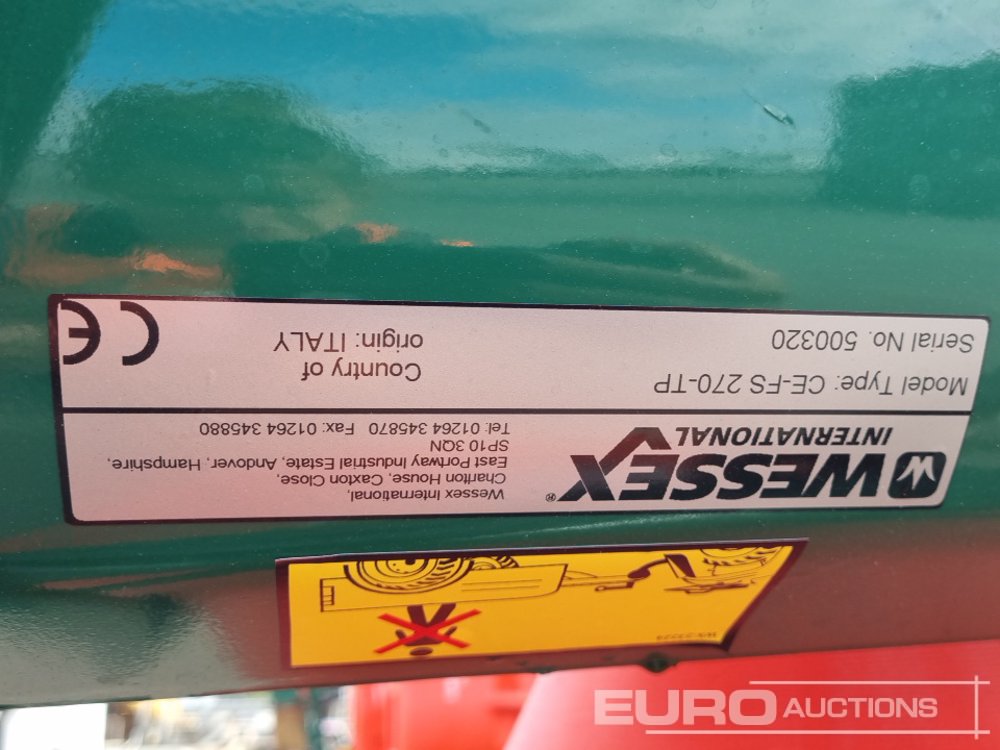 WESSEX®
INTERNATIONAL
Wessex International,
Charlton House, Caxton Close,
East Portway Industrial Estate, Andover, Hampshire,
SP10 3QN
Tel: 01264 345870 Fax: 01264 345880
Model Type: CE-FS 270-TP
Serial No. 500320
Country of
origin: ITALY
CE
EURO AUCTIONS